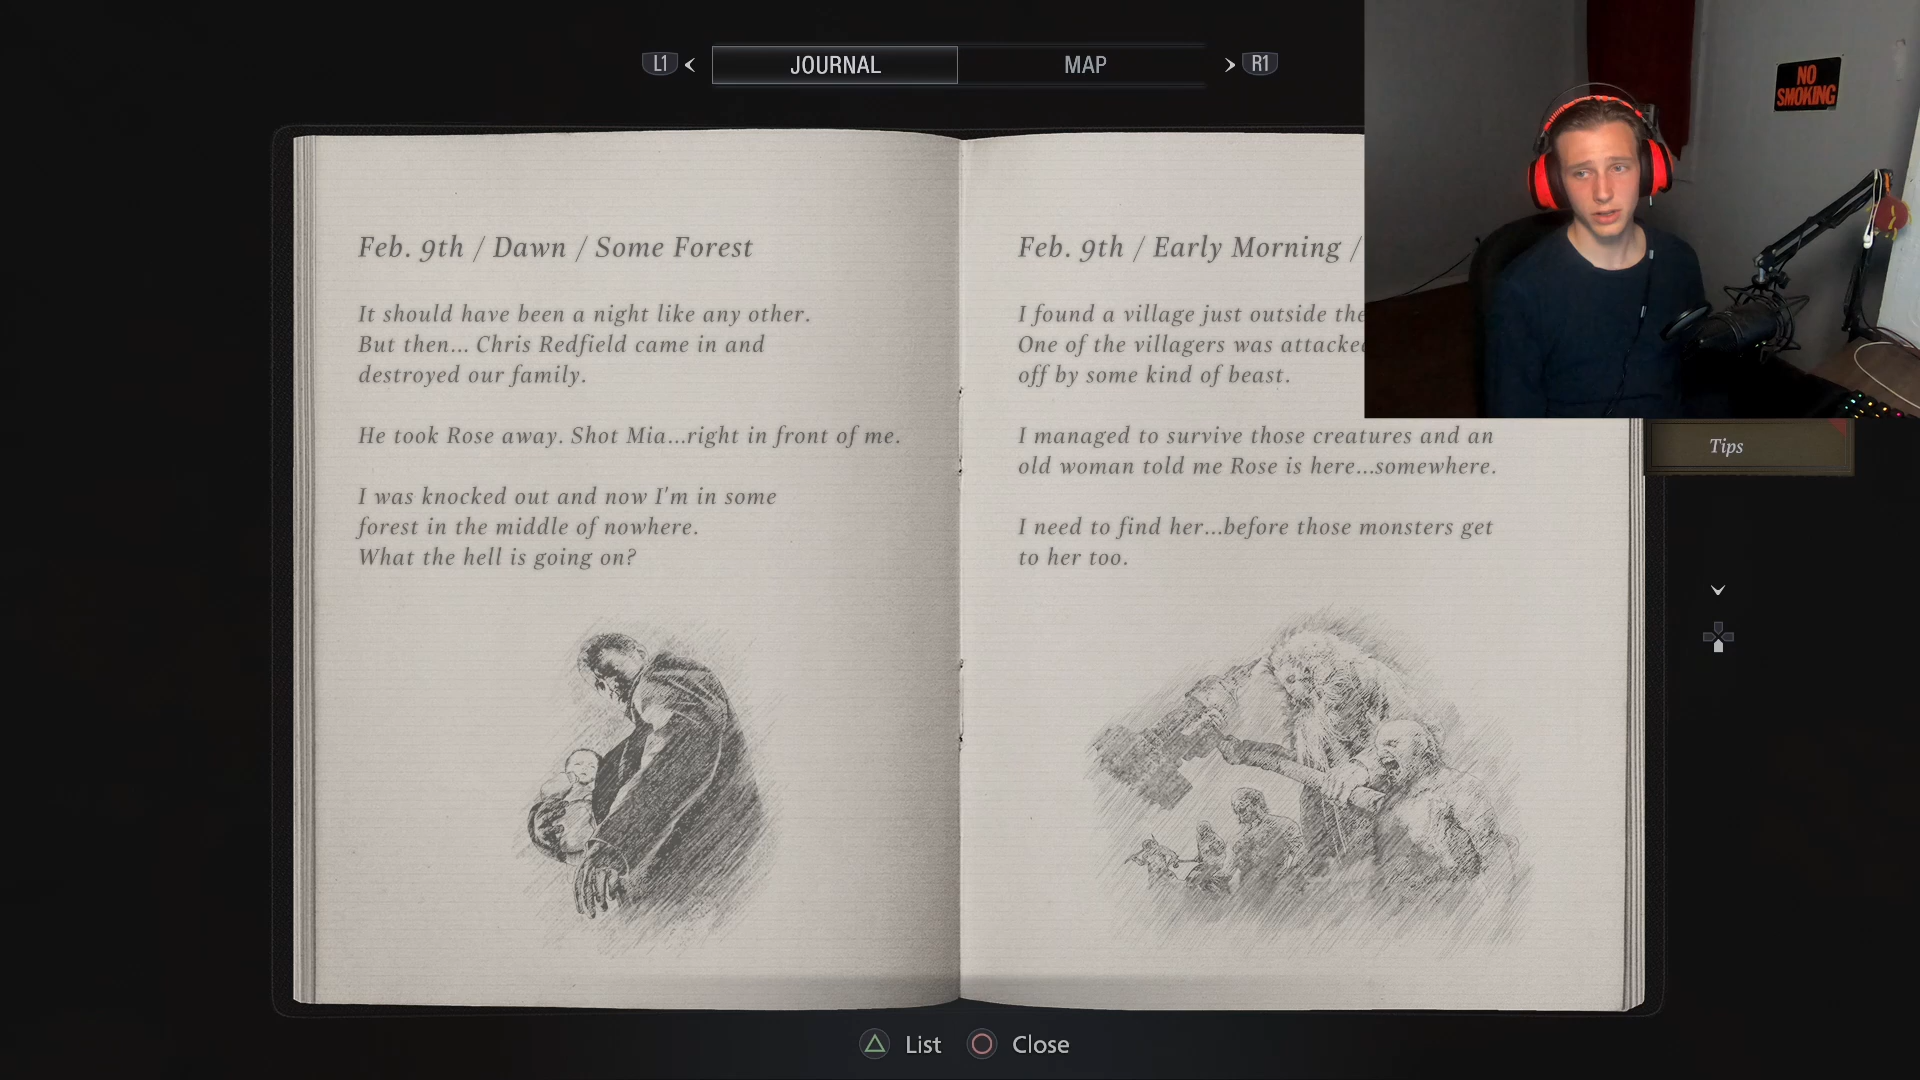 L1 JOURNAL MAP R1
NO
SMOKING
Feb. 9th / Dawn / Some Forest
It should have been a night like any other.
But then... Chris Redfield came in and
destroyed our family.
He took Rose away. Shot Mia...right in front of me.
I was knocked out and now I'm in some
forest in the middle of nowhere.
What the hell is going on?
Feb. 9th / Early Morning /
I found a village just outside the
One of the villagers was attacked
off by some kind of beast.
I managed to survive those creatures and an
old woman told me Rose is here...somewhere.
I need to find her...before those monsters get
to her too.
Tips
List Close